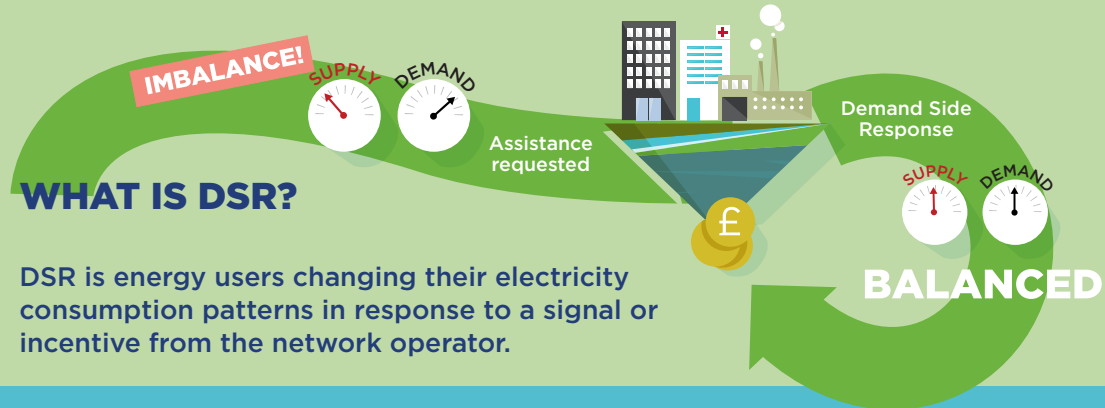 IMBALANCE!
SUPPLY
DEMAND
Assistance
requested
£
Demand Side
Response
SUPPLY
DEMAND
BALANCED
WHAT IS DSR?
DSR is energy users changing their electricity
consumption patterns in response to a signal or
incentive from the network operator.